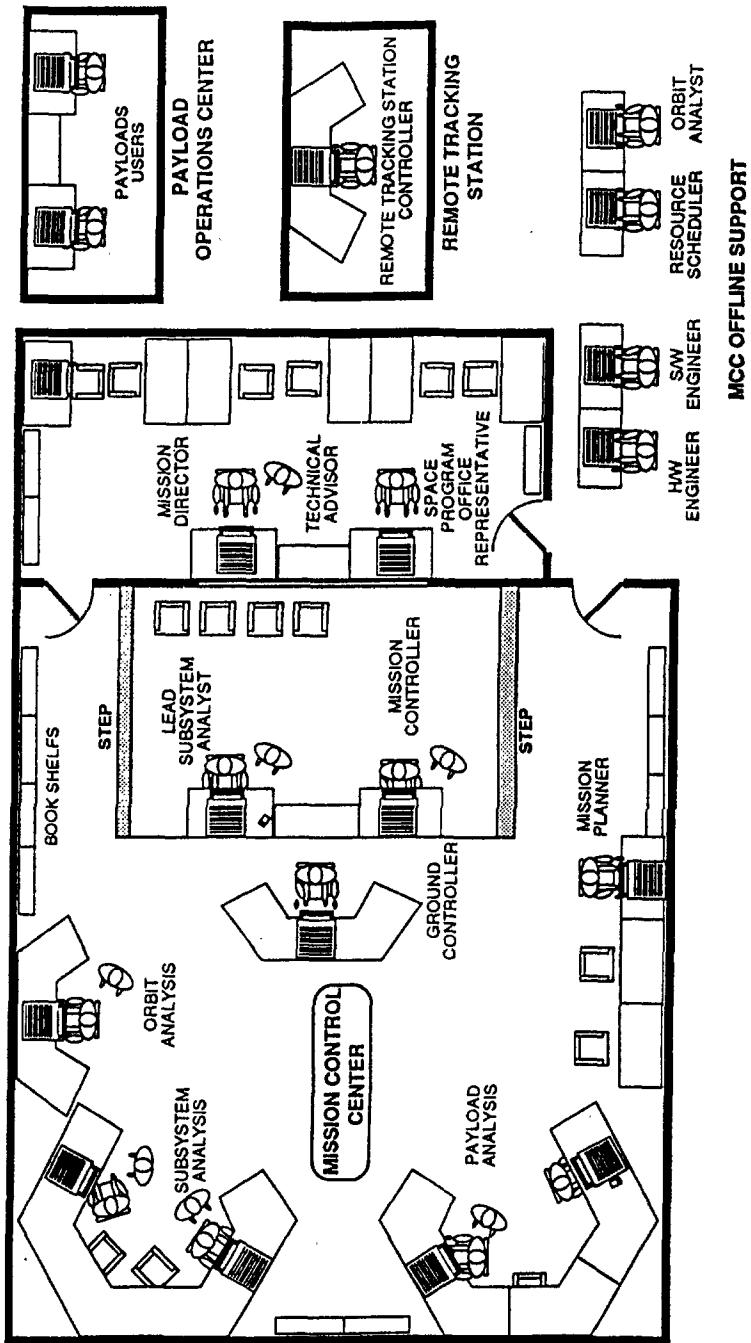 BOOK SHELFS
STEP
ORBIT
ANALYSIS
SUBSYSTEM
ANALYSIS
LEAD
SUBSYSTEM
ANALYST
MISSION
DIRECTOR
TECHNICAL
ADVISOR
SPACE
PROGRAM
OFFICE
REPRESENTATIVE
MISSION
CONTROLLER
GROUND
CONTROLLER
MISSION CONTROL
CENTER
PAYLOAD
ANALYSIS
STEP
MISSION
PLANNER
PAYLOADS
USERS
PAYLOAD
OPERATIONS CENTER
REMOTE TRACKING STATION
CONTROLLER
REMOTE TRACKING
STATION
H/W
ENGINEER
S/W
ENGINEER
RESOURCE
SCHEDULER
ORBIT
ANALYST
MCC OFFLINE SUPPORT